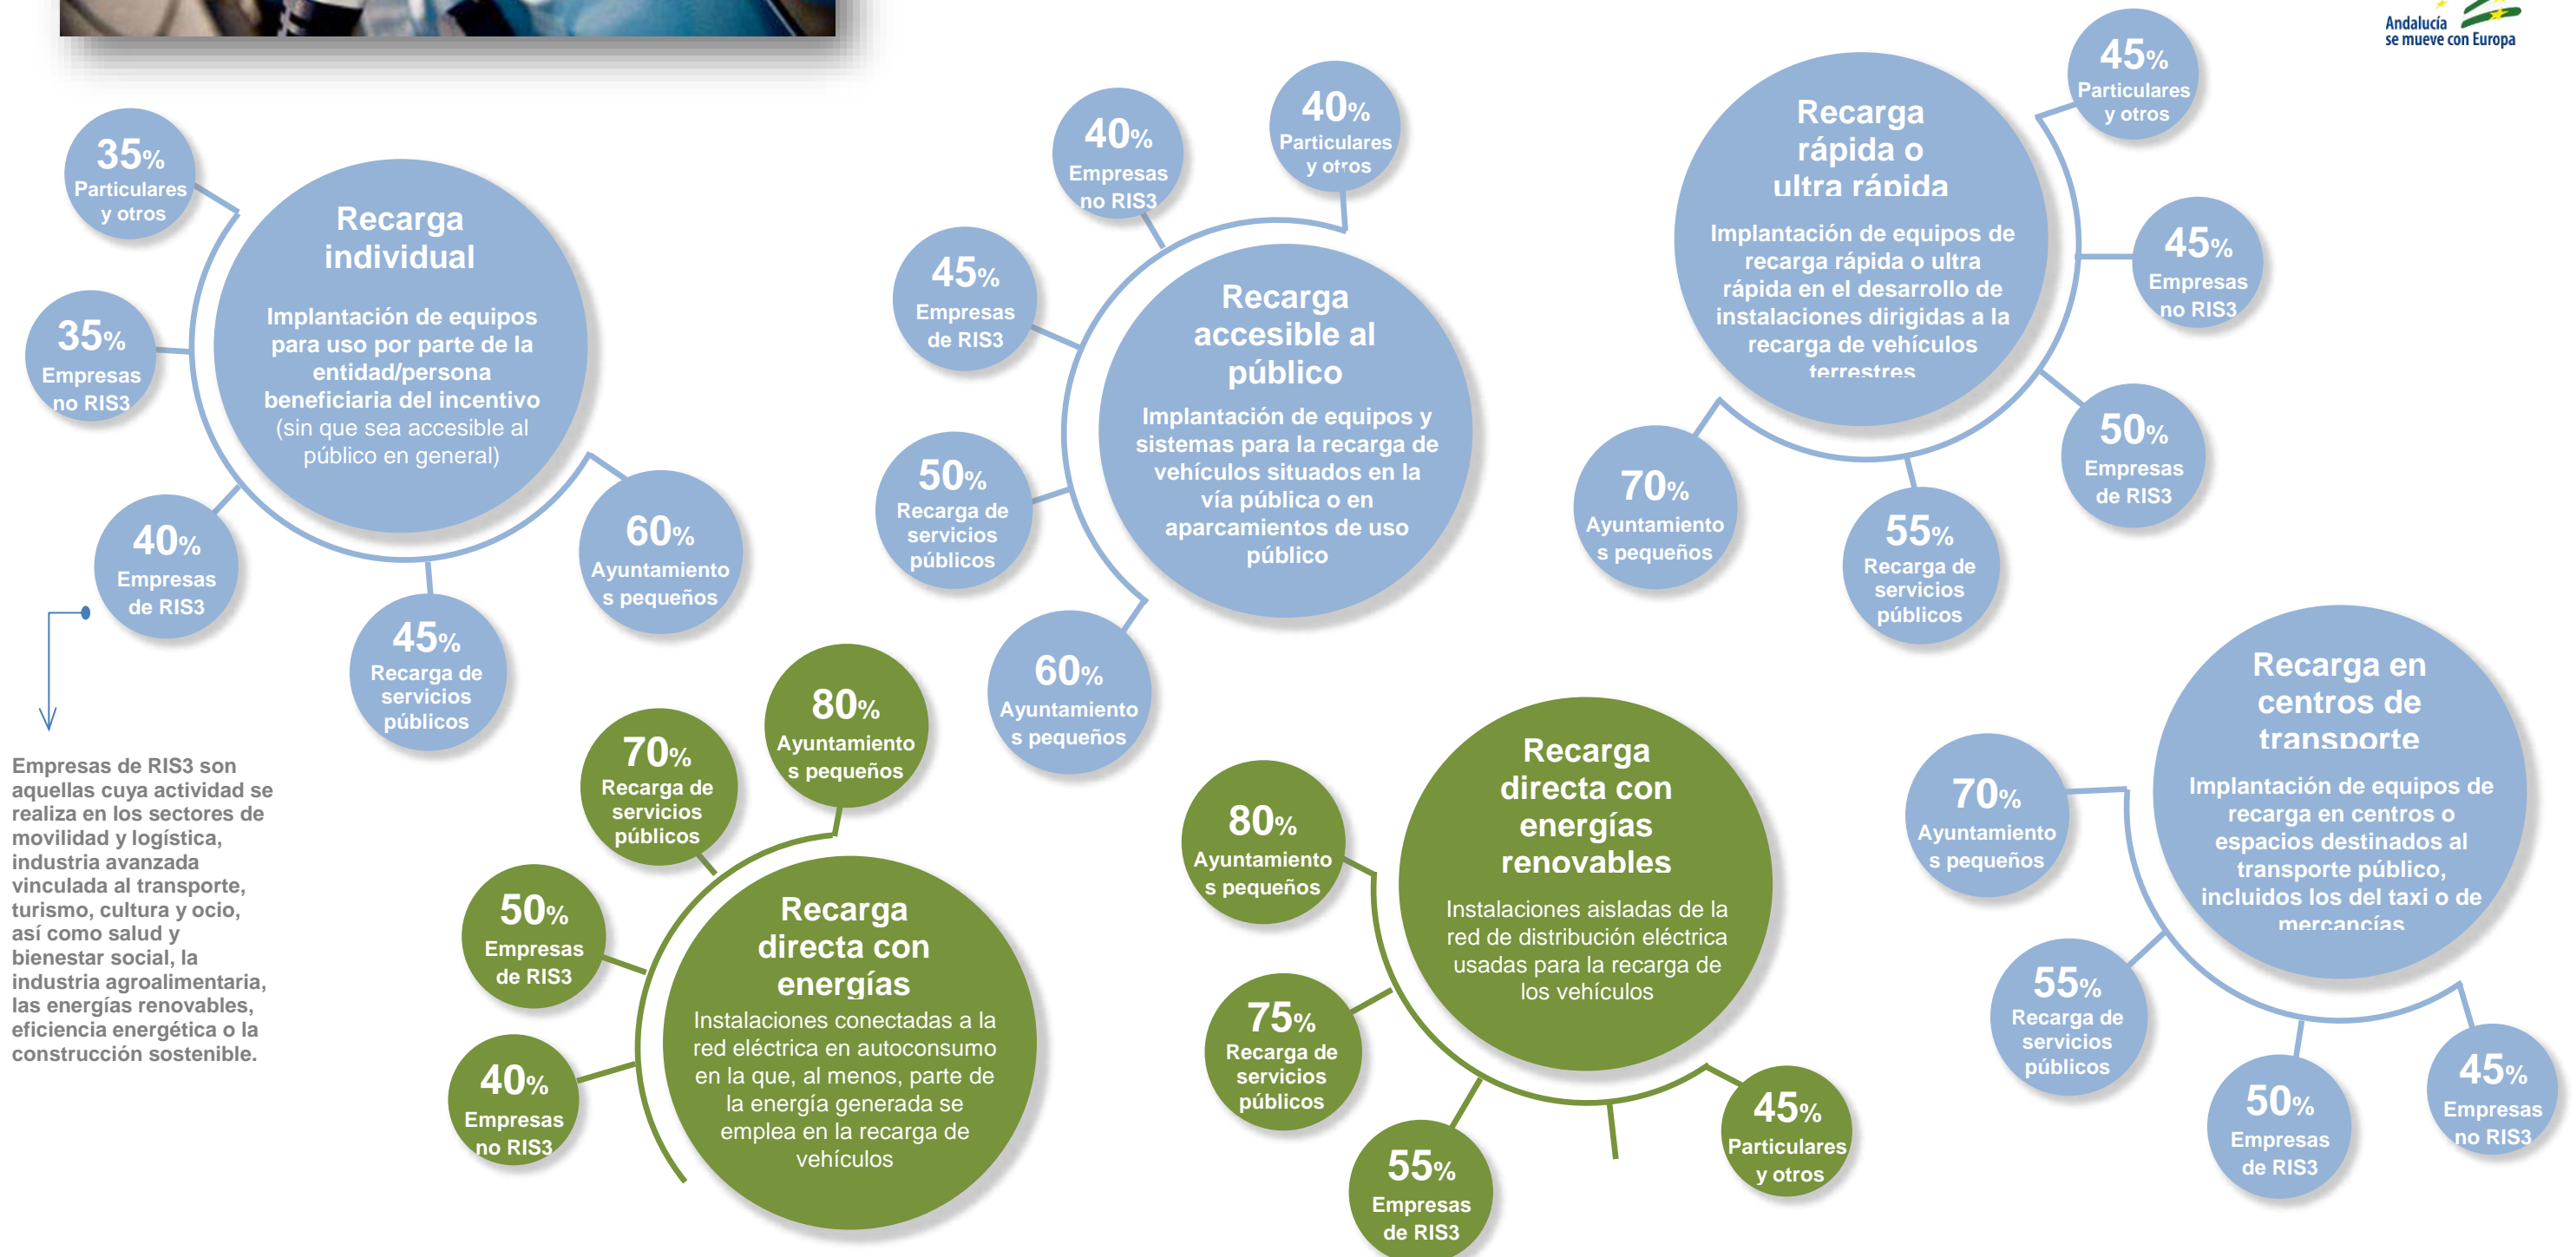 Andalucía
se mueve con Europa
35%
Particulares
y otros
35%
Empresas
no RIS3
40%
Empresas
de RIS3
45%
Recarga de
servicios
públicos
60%
Ayuntamiento
s pequeños
Recarga
individual
Implantación de equipos
para uso por parte de la
entidad/persona
beneficiaria del incentivo
(sin que sea accesible al
público en general)
Empresas de RIS3 son
aquellas cuya actividad se
realiza en los sectores de
movilidad y logística,
industria avanzada
vinculada al transporte,
turismo, cultura y ocio,
así como salud y
bienestar social, la
industria agroalimentaria,
las energías renovables,
eficiencia energética o la
construcción sostenible.
40%
Particulares
y otros
40%
Empresas
no RIS3
45%
Empresas
de RIS3
50%
Recarga de
servicios
públicos
60%
Ayuntamiento
s pequeños
Recarga
accesible al
público
Implantación de equipos y
sistemas para la recarga de
vehículos situados en la
vía pública o en
aparcamientos de uso
público
Recarga
rápida o
ultra rápida
Implantación de equipos de
recarga rápida o ultra
rápida en el desarrollo de
instalaciones dirigidas a la
recarga de vehículos
terrestres
45%
Particulares
y otros
45%
Empresas
no RIS3
50%
Empresas
de RIS3
55%
Recarga de
servicios
públicos
70%
Ayuntamiento
s pequeños
80%
Ayuntamiento
s pequeños
70%
Recarga de
servicios
públicos
50%
Empresas
de RIS3
40%
Empresas
no RIS3
Recarga
directa con
energías
Instalaciones conectadas a la
red eléctrica en autoconsumo
en la que, al menos, parte de
la energía generada se
emplea en la recarga de
vehículos
Recarga
directa con
energías
renovables
Instalaciones aisladas de la
red de distribución eléctrica
usadas para la recarga de
los vehículos
80%
Ayuntamiento
s pequeños
75%
Recarga de
servicios
públicos
55%
Empresas
de RIS3
45%
Particulares
y otros
Recarga en
centros de
transporte
Implantación de equipos de
recarga en centros o
espacios destinados al
transporte público,
incluidos los del taxi o de
mercancías
70%
Ayuntamiento
s pequeños
55%
Recarga de
servicios
públicos
50%
Empresas
de RIS3
45%
Empresas
no RIS3